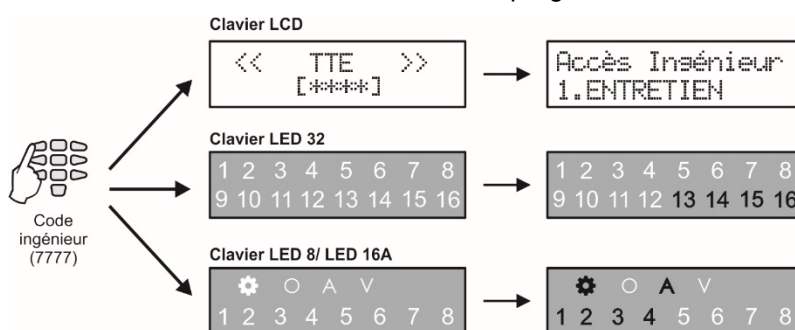 Clavier LCD
<< TTE >>
[****]
Accès Ingénieur
1.ENTRETIEN
Clavier LED 32
1 2 3 4 5 6 7 8
9 10 11 12 13 14 15 16
1 2 3 4 5 6 7 8
9 10 11 12 13 14 15 16
Code
ingénieur
(7777)
Clavier LED 8/ LED 16A
A V
1 2 3 4 5 6 7 8
A V
1 2 3 4 5 6 7 8